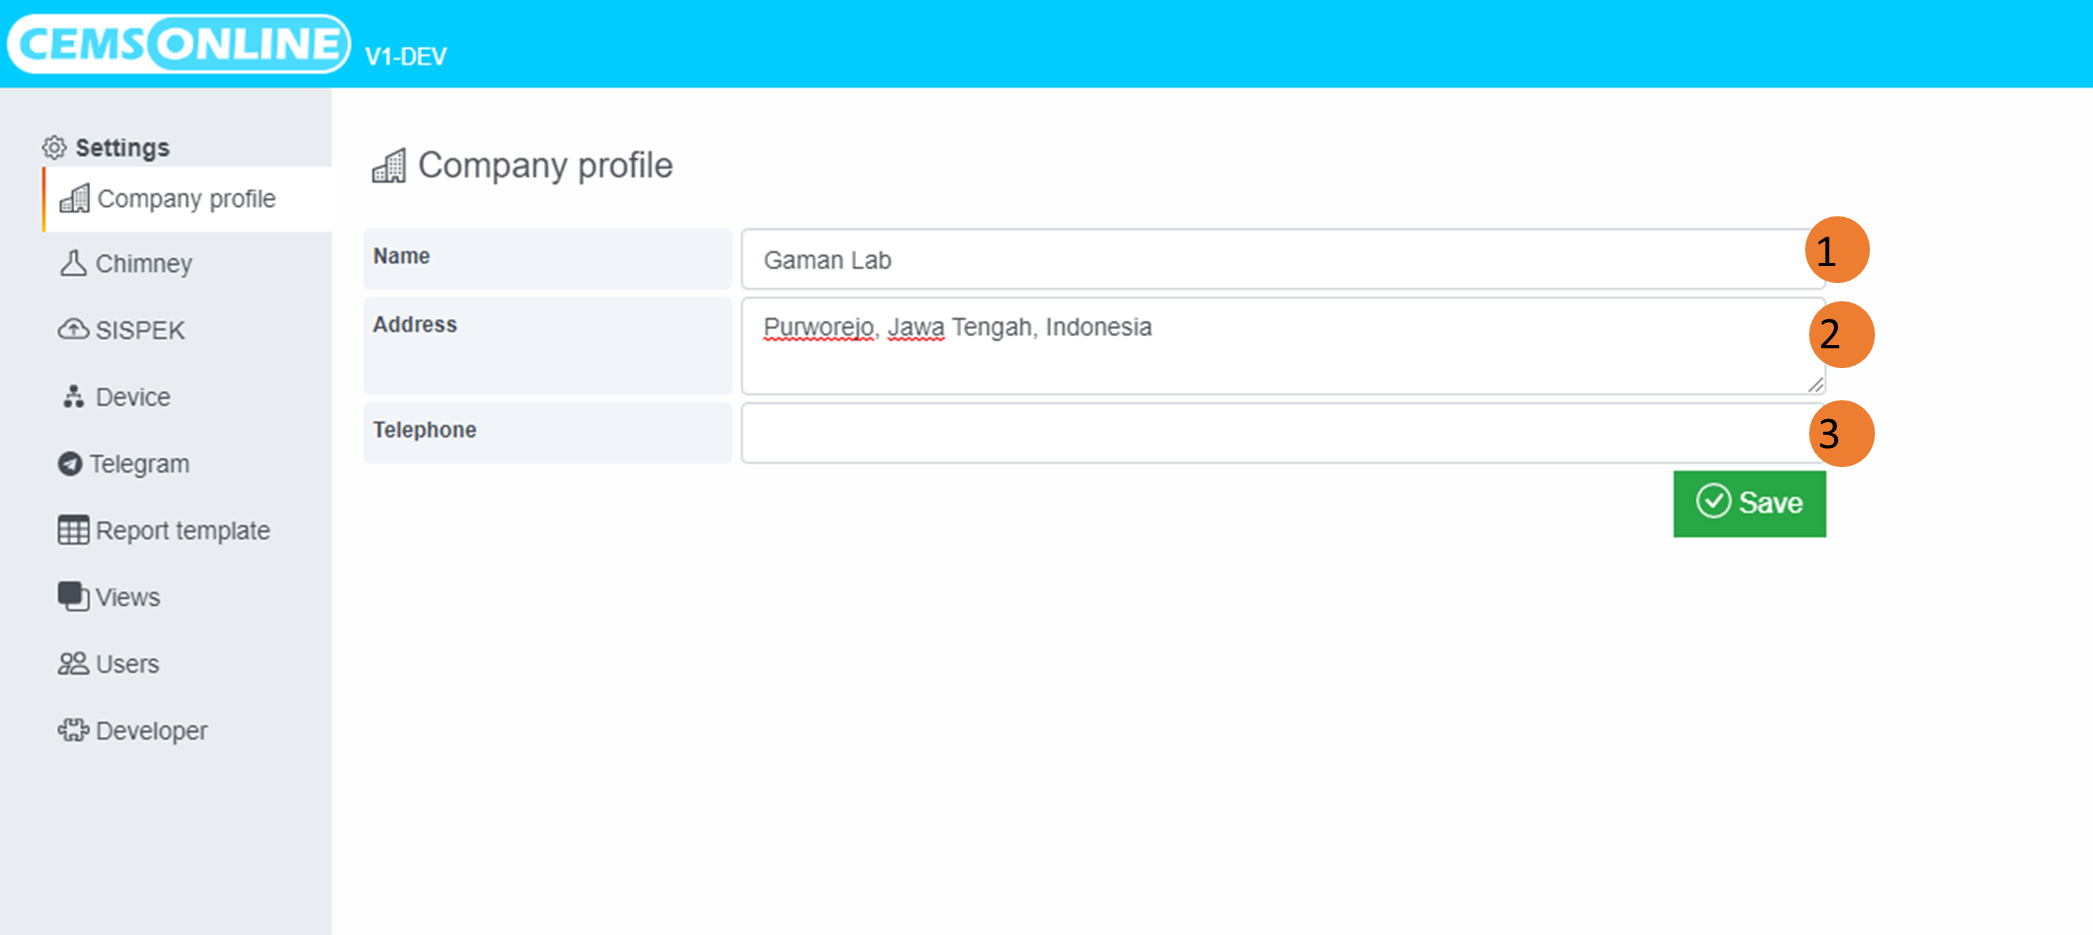 CEMSONLINE V1-DEV
Settings
Company profile
Chimney
SISPEK
Device
Telegram
Report template
Views
Users
Developer
Company profile
Name Gaman Lab 1
Address Purworejo, Jawa Tengah, Indonesia 2
Telephone 3
Save